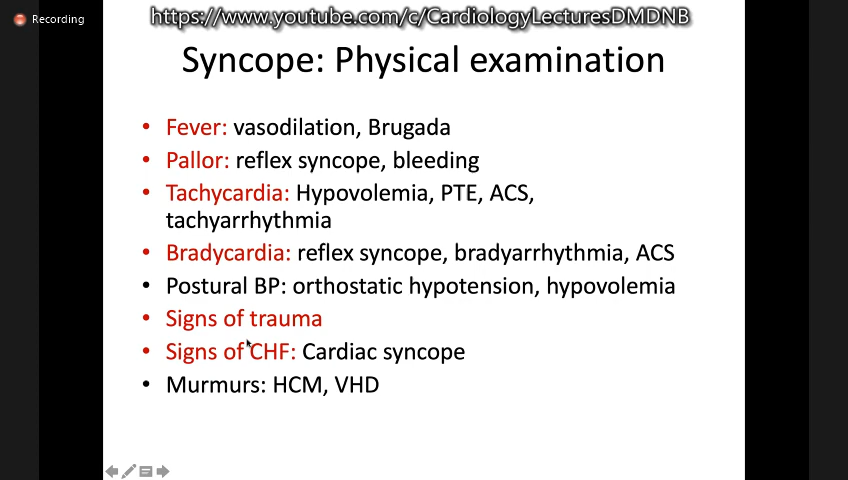 https://www.youtube.com/c/CardiologyLecturesDMDNB
Recording
Syncope: Physical examination
• Fever: vasodilation, Brugada
• Pallor: reflex syncope, bleeding
• Tachycardia: Hypovolemia, PTE, ACS,
tachyarrhythmia
• Bradycardia: reflex syncope, bradyarrhythmia, ACS
• Postural BP: orthostatic hypotension, hypovolemia
• Signs of trauma
• Signs of CHF: Cardiac syncope
• Murmurs: HCM, VHD